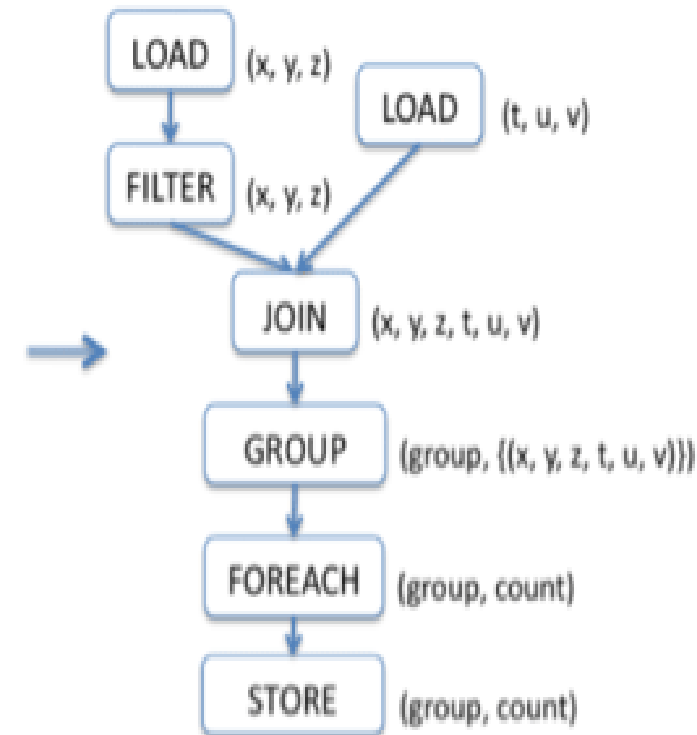 LOAD (x, y, z)
LOAD (t, u, v)
FILTER (x, y, z)
JOIN (x, y, z, t, u, v)
GROUP (group, {(x, y, z, t, u, v)})
FOREACH (group, count)
STORE (group, count)